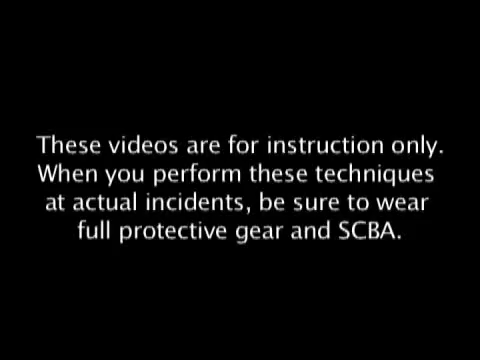 These videos are for instruction only.
When you perform these techniques
at actual incidents, be sure to wear
full protective gear and SCBA.